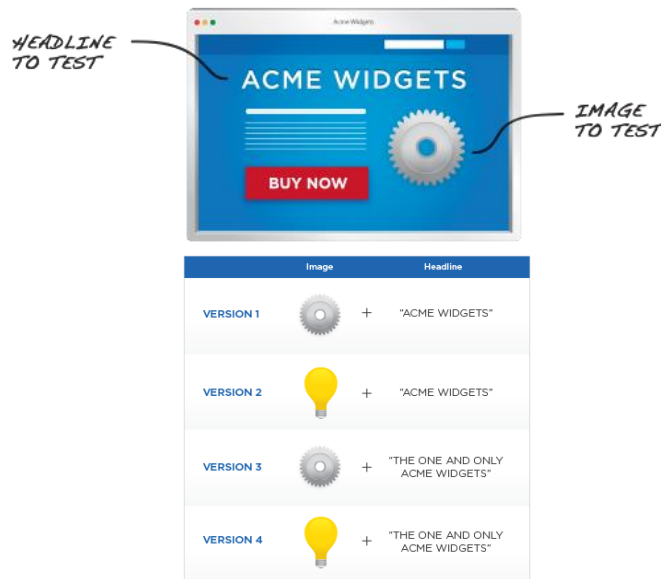 Acme Widgets
HEADLINE
TO TEST
ACME WIDGETS
IMAGE
TO TEST
BUY NOW
Image Headline
VERSION 1 + "ACME WIDGETS"
VERSION 2 + "ACME WIDGETS"
VERSION 3 + "THE ONE AND ONLY
ACME WIDGETS"
VERSION 4 + "THE ONE AND ONLY
ACME WIDGETS"